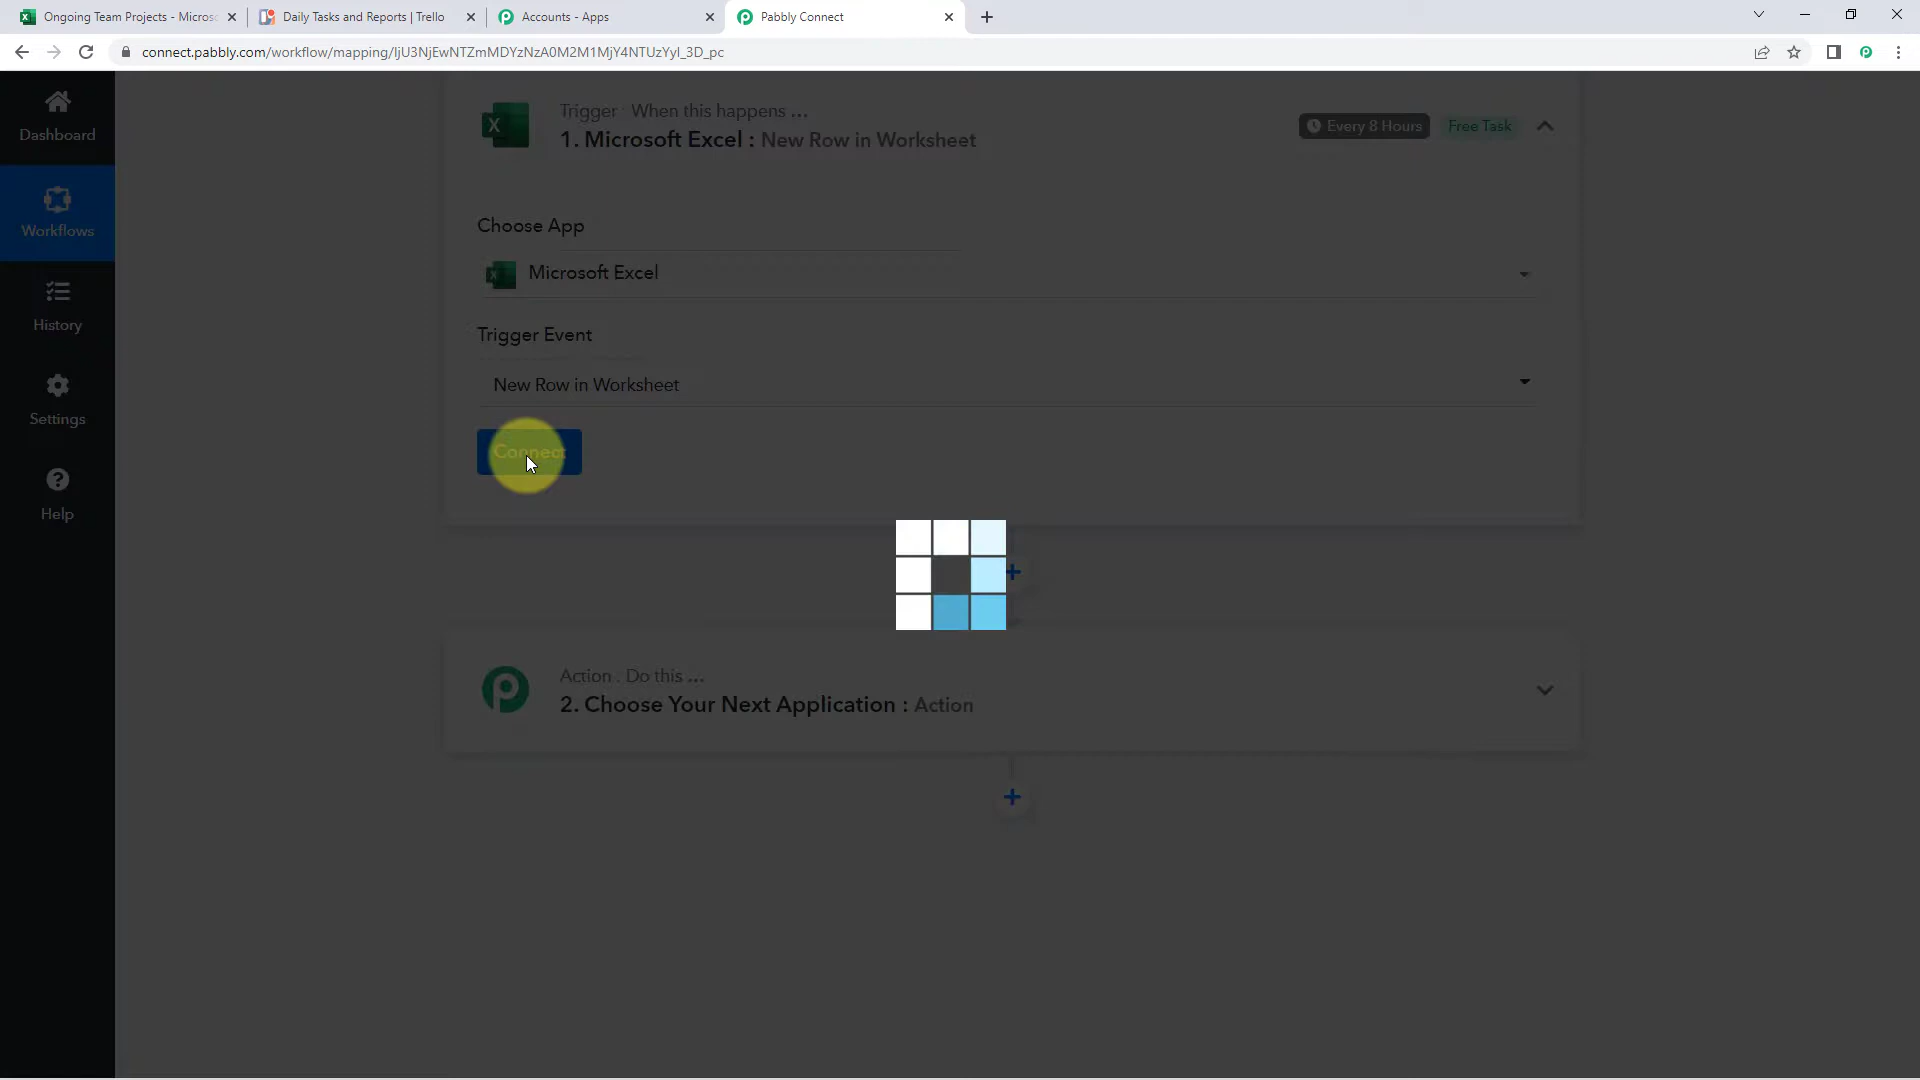 Ongoing Team Projects - Micros
Daily Tasks and Reports | Trello
Accounts - Apps
Pabbly Connect
connect.pabbly.com/workflow/mapping/IjU3NjEwNTZmMDYzNzA0M2M1MjY4NTUzYyI_3D_pc
Dashboard
Workflows
History
Settings
Help
Trigger . When this happens ...
1. Microsoft Excel : New Row in Worksheet
Every 8 Hours
Free Task
Choose App
Microsoft Excel
Trigger Event
New Row in Worksheet
Connect
Action . Do this ...
2. Choose Your Next Application : Action